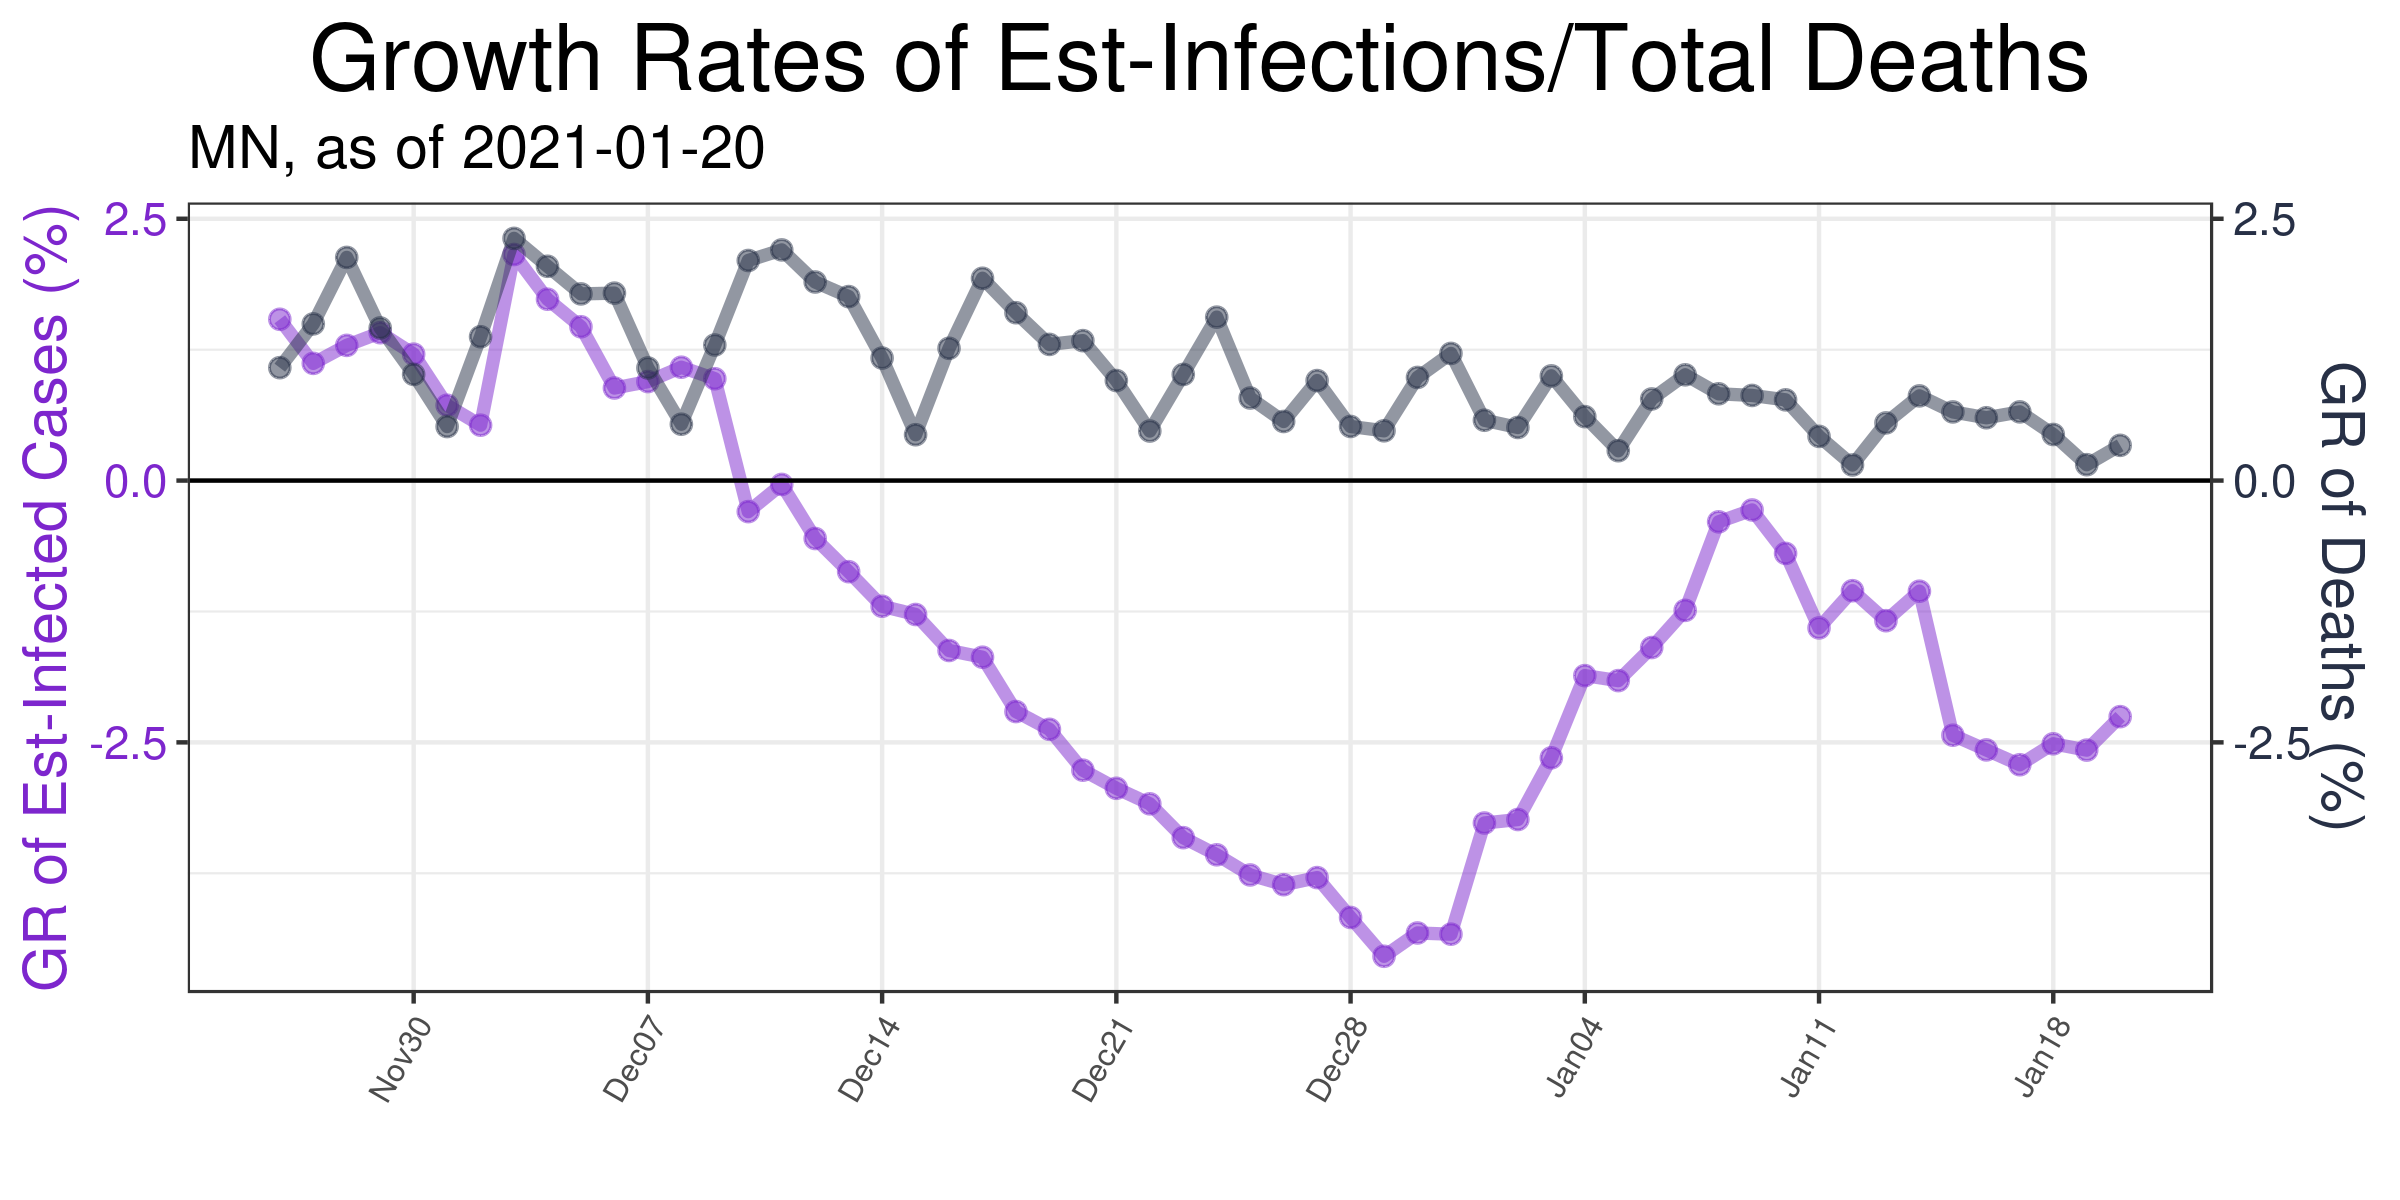 Growth Rates of Est-Infections/Total Deaths
MN, as of 2021-01-20
GR of Est-Infected Cases (%)
2.5
0.0
-2.5
2.5
0.0
-2.5
GR of Deaths (%)
Nov30
Dec07
Dec14
Dec21
Dec28
Jan04
Jan11
Jan18